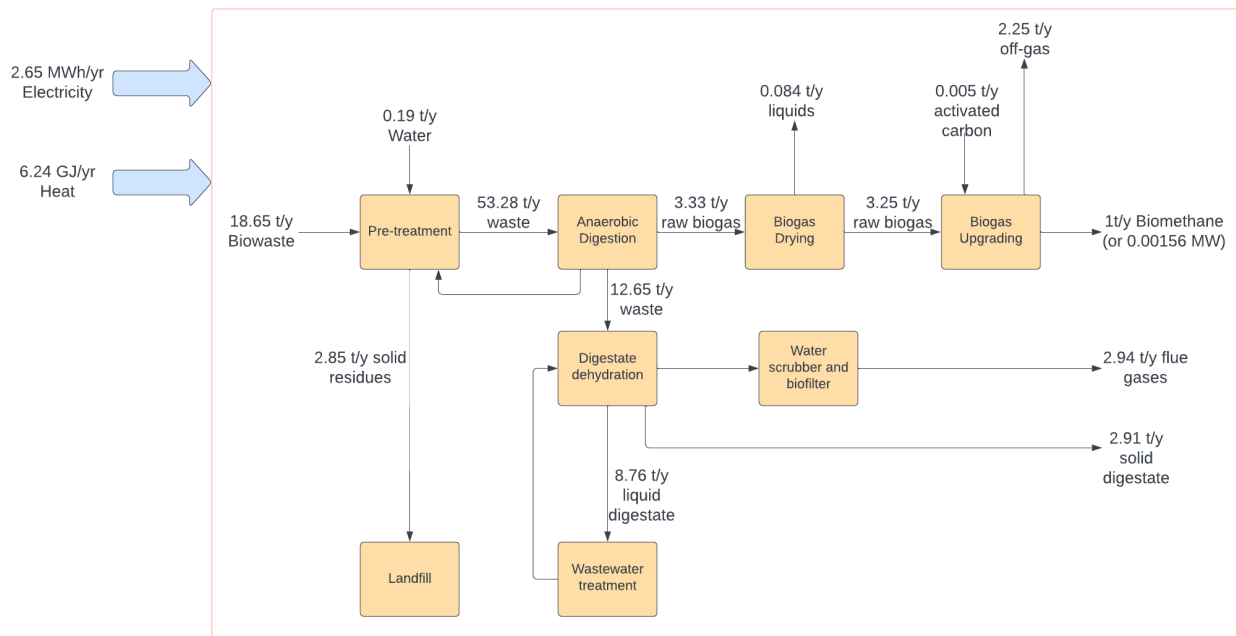 2.25 t/y
off-gas
2.65 MWh/yr
Electricity
0.084 t/y
liquids
0.005 t/y
activated
carbon
0.19 t/y
Water
6.24 GJ/yr
Heat
18.65 t/y
Biowaste
Pre-treatment
53.28 t/y
waste
Anaerobic
Digestion
3.33 t/y
raw biogas
Biogas
Drying
3.25 t/y
raw biogas
Biogas
Upgrading
1t/y Biomethane
(or 0.00156 MW)
12.65 t/y
waste
2.85 t/y solid
residues
Digestate
dehydration
Water
scrubber and
biofilter
2.94 t/y flue
gases
2.91 t/y
solid
digestate
8.76 t/y
liquid
digestate
Landfill
Wastewater
treatment